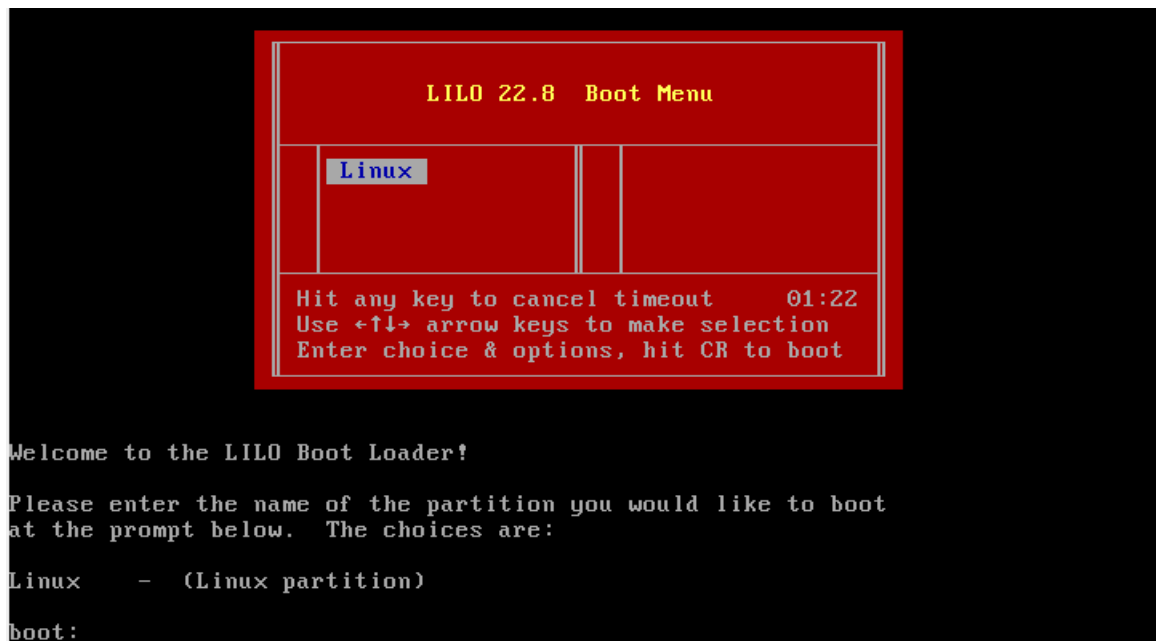 LILO 22.8  Boot Menu
Linux
Hit any key to cancel timeout     01:22
Use ←↑↓→ arrow keys to make selection
Enter choice & options, hit CR to boot
Welcome to the LILO Boot Loader!
Please enter the name of the partition you would like to boot
at the prompt below.  The choices are:
Linux    -  (Linux partition)
boot: